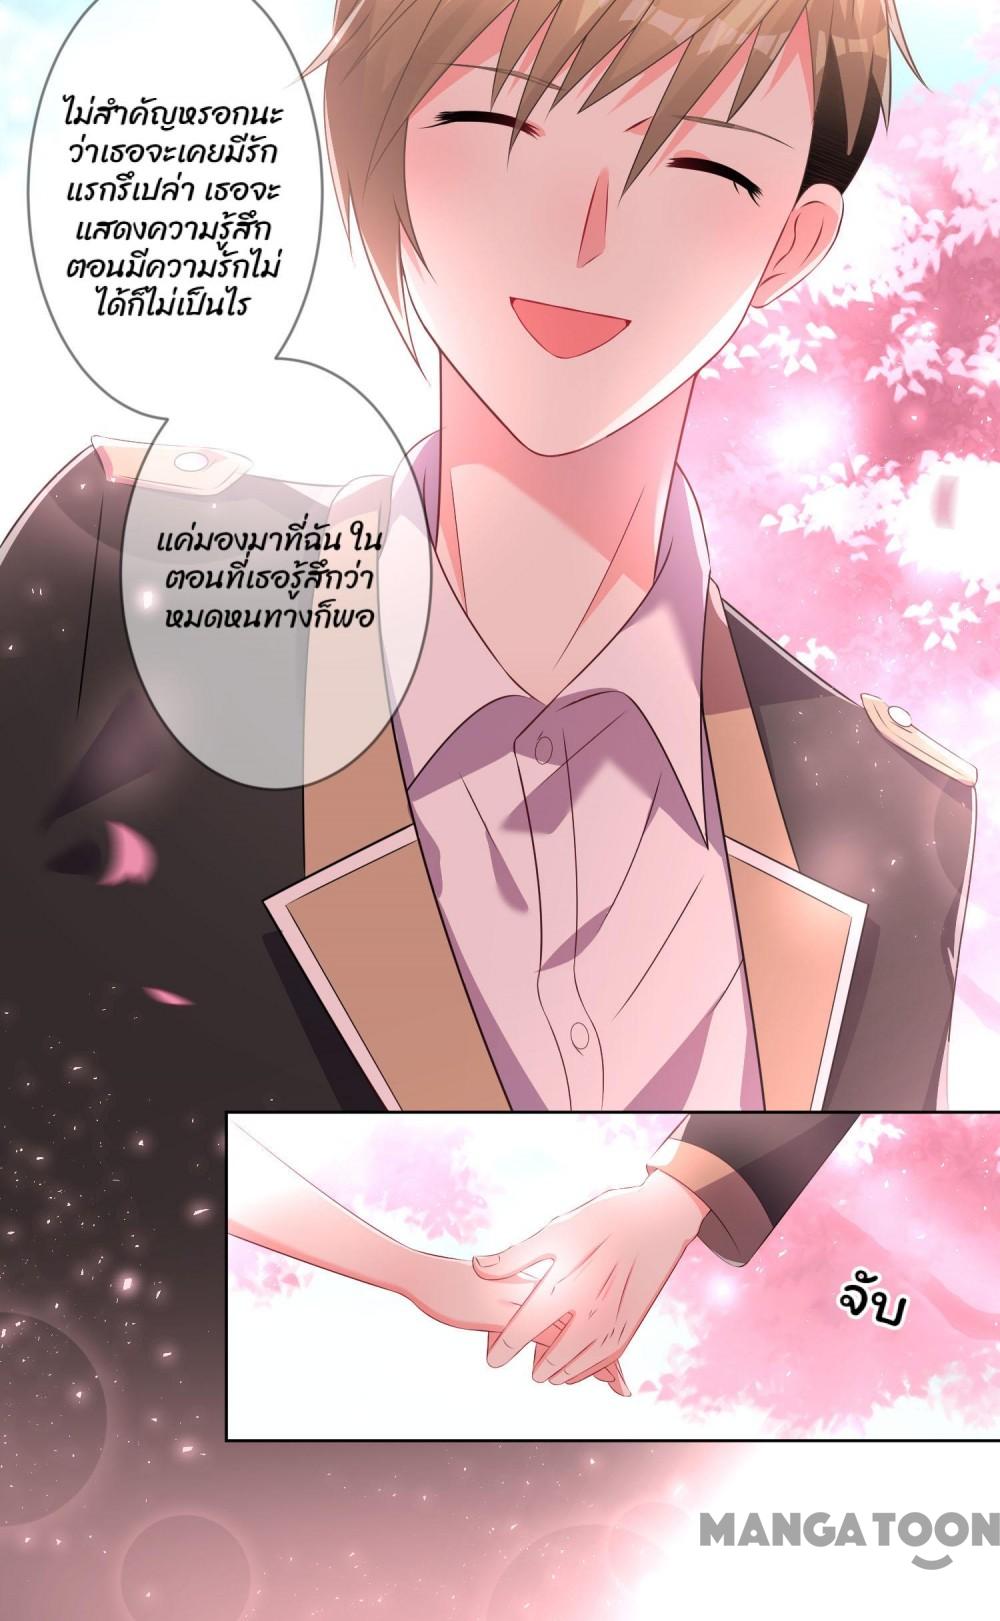 ไม่สำคัญหรอกนะ
ว่าเธอจะเคยมีรัก
แรกรึเปล่า เธอจะ
แสดงความรู้สึก
ตอนมีความรักไม่
ได้ก็ไม่เป็นไร
แค่มองมาที่ฉัน ใน
ตอนที่เธอรู้สึกว่า
หมดหนทางก็พอ
จับ
MANGATOON